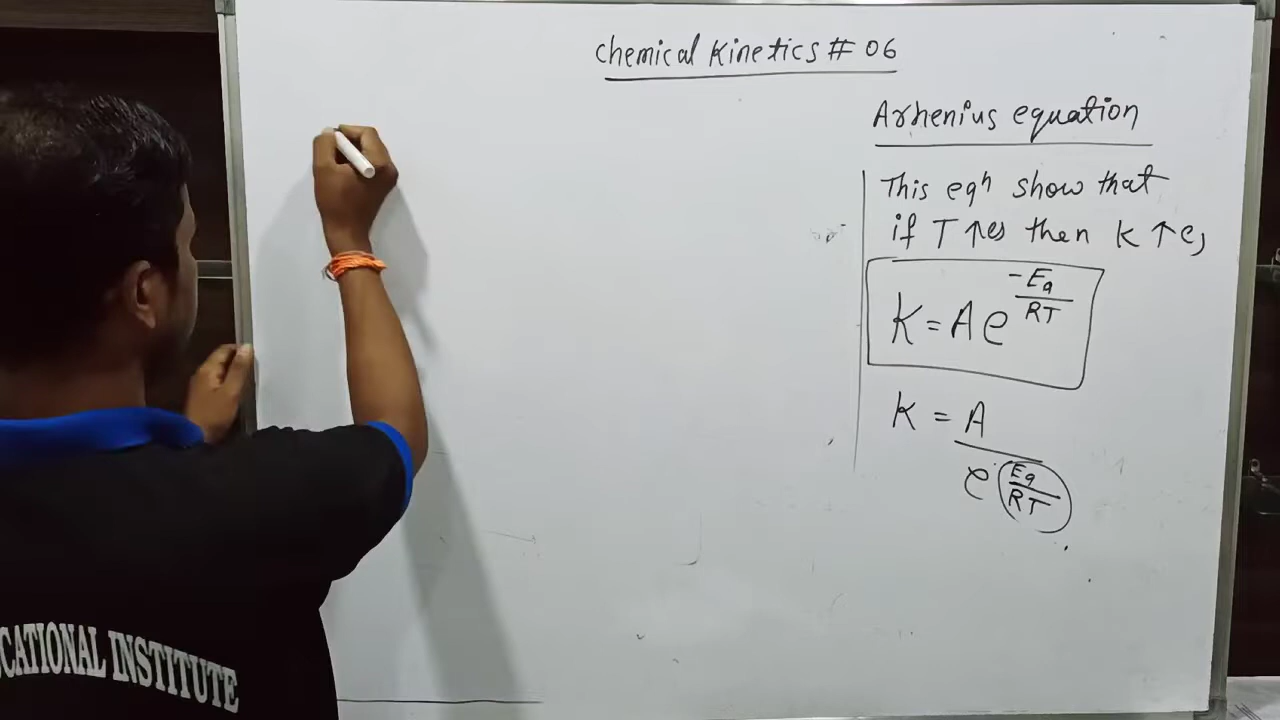 Chemical Kinetics # 06
Arhenius equation
This eqn show that
if T ↑es then K ↑es
K = A e^(-Ea/RT)
K = A / e^(Ea/RT)
CATIONAL INSTITUTE